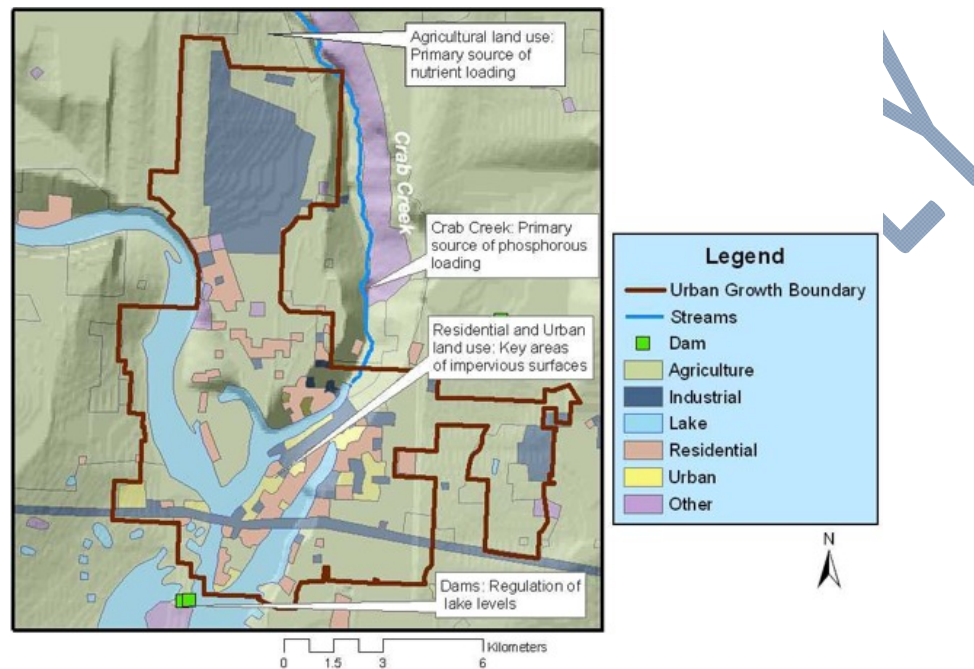 Agricultural land use:
Primary source of
nutrient loading
Crab Creek
Crab Creek: Primary
source of phosphorous
loading
Residential and Urban
land use: Key areas
of impervious surfaces
Dams: Regulation of
lake levels
Legend
Urban Growth Boundary
Streams
Dam
Agriculture
Industrial
Lake
Residential
Urban
Other
N
Kilometers
0 1.5 3 6